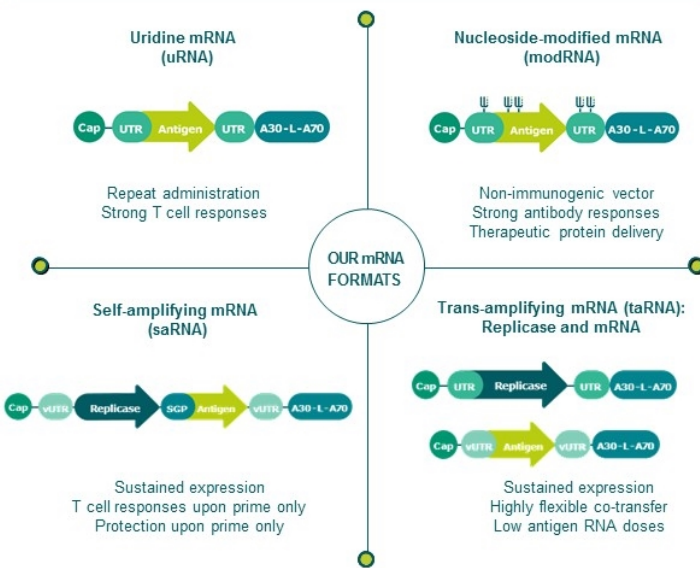 Uridine mRNA
(uRNA)
Cap UTR Antigen UTR A30-L-A70
Repeat administration
Strong T cell responses
Nucleoside-modified mRNA
(modRNA)
Cap UTR Antigen UTR A30-L-A70
Non-immunogenic vector
Strong antibody responses
Therapeutic protein delivery
OUR mRNA
FORMATS
Self-amplifying mRNA
(saRNA)
Cap vUTR Replicase SGP Antigen vUTR A30-L-A70
Sustained expression
T cell responses upon prime only
Protection upon prime only
Trans-amplifying mRNA (taRNA):
Replicase and mRNA
Cap UTR Replicase UTR A30-L-A70
Cap vUTR Antigen vUTR A30-L-A70
Sustained expression
Highly flexible co-transfer
Low antigen RNA doses